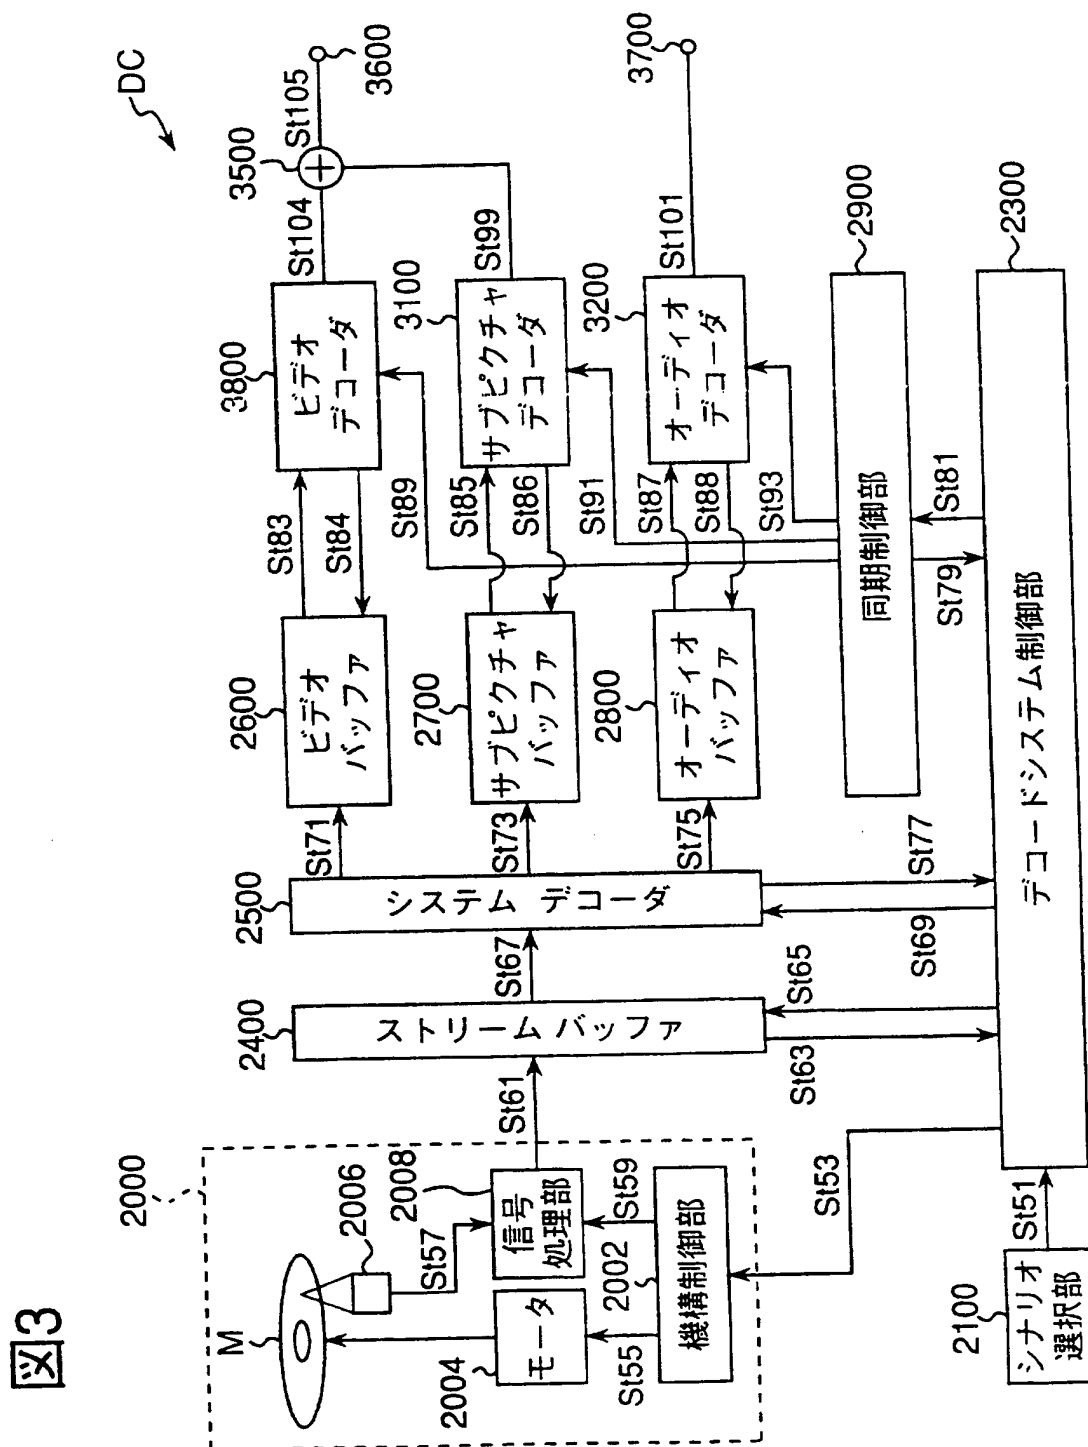 図3
DC
2000
M
2006
2008
St57
信号
処理部
2004
モータ
2002
St55
St59
機構制御部
St53
2100
シナリオ
選択部
St51
St61
2400
ストリーム バッファ
St63
St65
St67
2500
システム デコーダ
St69
St77
St71
St73
St75
2600
ビデオ
バッファ
2700
サブピクチャ
バッファ
2800
オーディオ
バッファ
St83
St84
St89
St85
St86
St91
St87
St88
St93
3800
ビデオ
デコーダ
3100
サブピクチャ
デコーダ
3200
オーディオ
デコーダ
St104
3500
+
St105
3600
St99
St101
3700
2900
同期制御部
St79
St81
2300
デコードシステム制御部